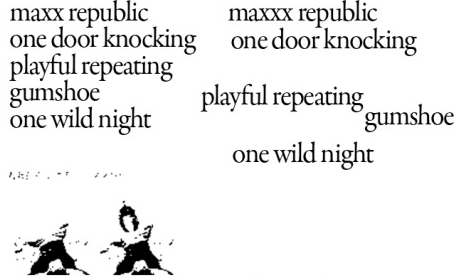 maxx republic
one door knocking
playful repeating
gumshoe
one wild night
maxxx republic
one door knocking
playful repeating
gumshoe
one wild night